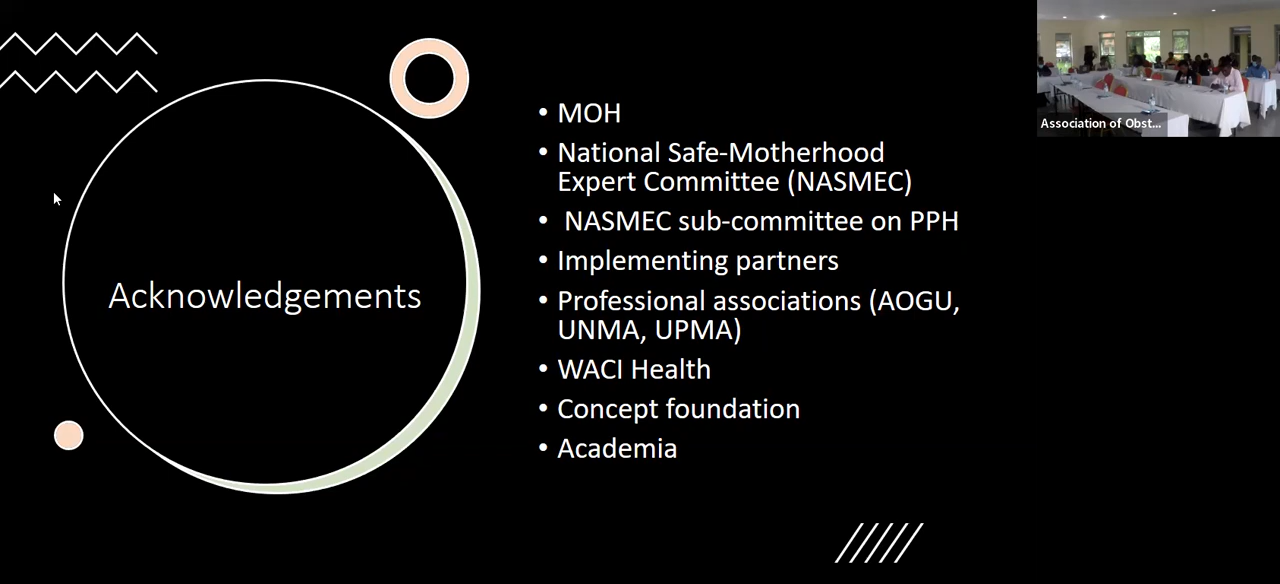 Acknowledgements
• MOH
• National Safe-Motherhood
Expert Committee (NASMEC)
• NASMEC sub-committee on PPH
• Implementing partners
• Professional associations (AOGU,
UNMA, UPMA)
• WACI Health
• Concept foundation
• Academia
Association of Obst...